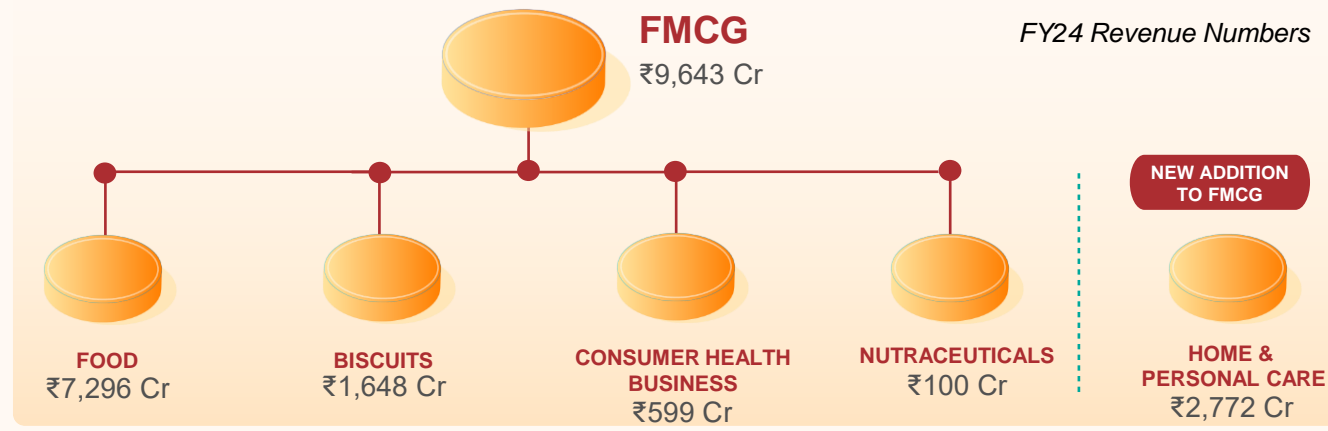 FMCG
₹9,643 Cr
FY24 Revenue Numbers
NEW ADDITION
TO FMCG
FOOD
₹7,296 Cr
BISCUITS
₹1,648 Cr
CONSUMER HEALTH
BUSINESS
₹599 Cr
NUTRACEUTICALS
₹100 Cr
HOME &
PERSONAL CARE
₹2,772 Cr